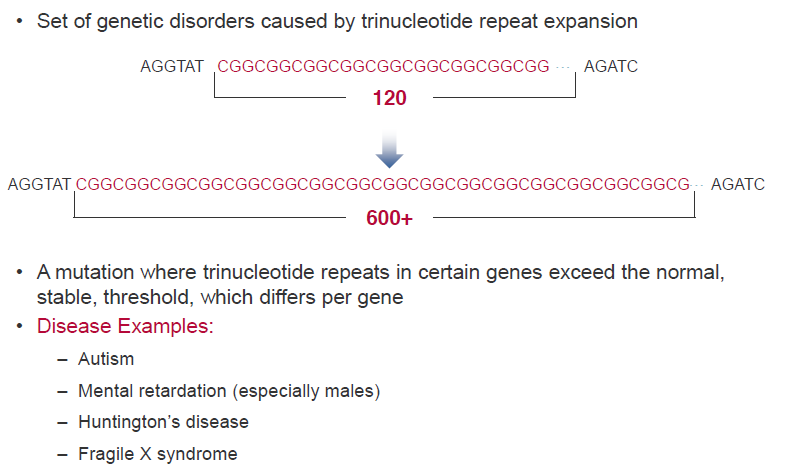 • Set of genetic disorders caused by trinucleotide repeat expansion
AGGTAT CGGCGGCGGCGGCGGCGGCGGCGGCGG ··· AGATC
120
AGGTAT CGGCGGCGGCGGCGGCGGCGGCGGCGGCGGCGGCGGCGGCGGCGGCGGCG ··· AGATC
600+
• A mutation where trinucleotide repeats in certain genes exceed the normal,
stable, threshold, which differs per gene
• Disease Examples:
– Autism
– Mental retardation (especially males)
– Huntington's disease
– Fragile X syndrome